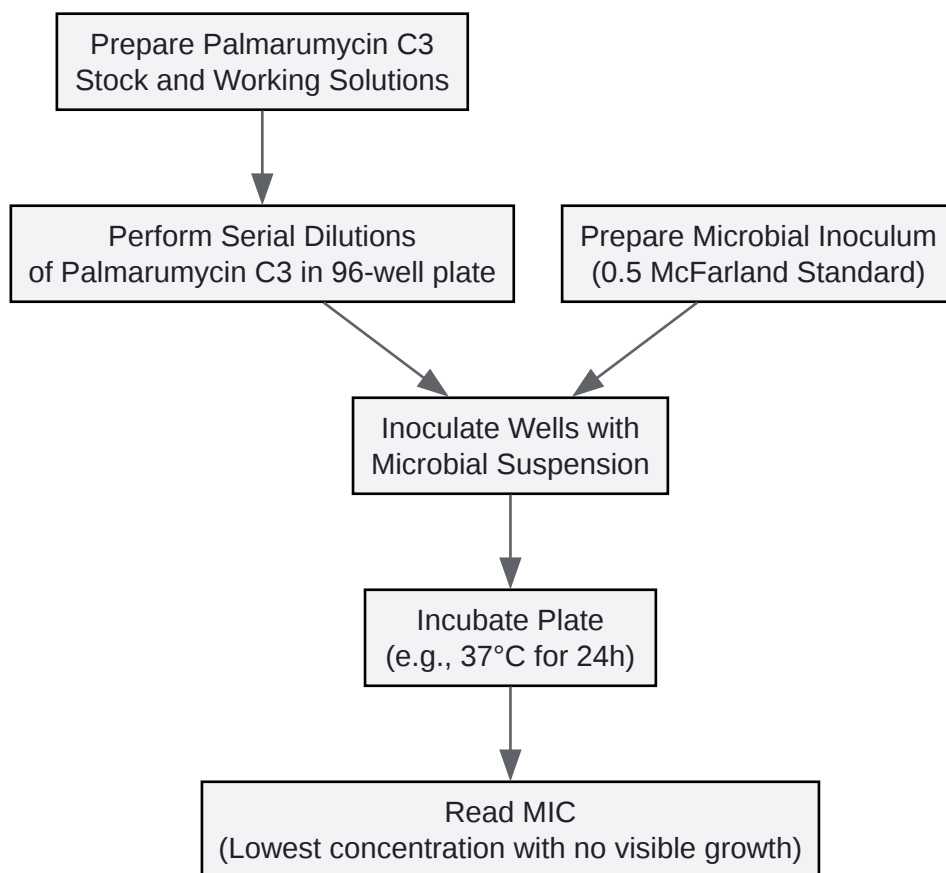 Prepare Palmarumycin C3
Stock and Working Solutions
Perform Serial Dilutions
of Palmarumycin C3 in 96-well plate
Prepare Microbial Inoculum
(0.5 McFarland Standard)
Inoculate Wells with
Microbial Suspension
Incubate Plate
(e.g., 37°C for 24h)
Read MIC
(Lowest concentration with no visible growth)